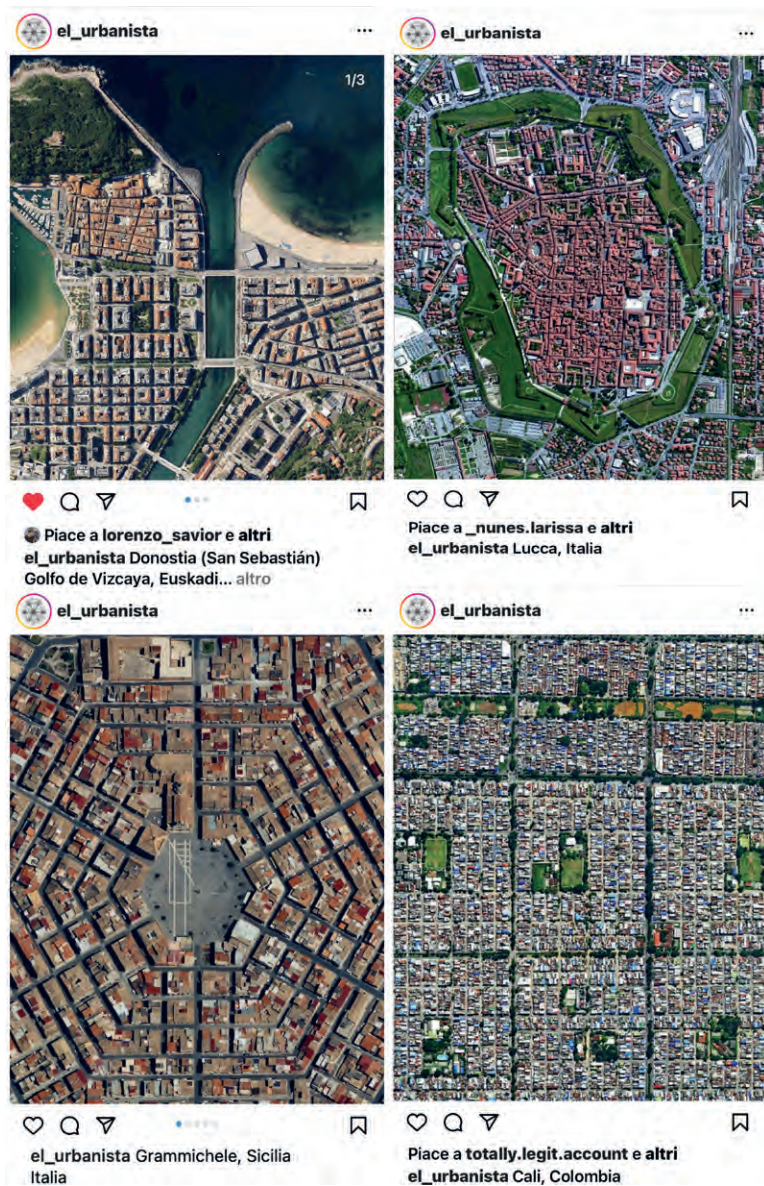 el_urbanista
1/3
Piace a lorenzo_savior e altri
el_urbanista Donostia (San Sebastián)
Golfo de Vizcaya, Euskadi... altro
el_urbanista
Piace a _nunes.larissa e altri
el_urbanista Lucca, Italia
el_urbanista
el_urbanista Grammichele, Sicilia
Italia
el_urbanista
Piace a totally.legit.account e altri
el_urbanista Cali, Colombia